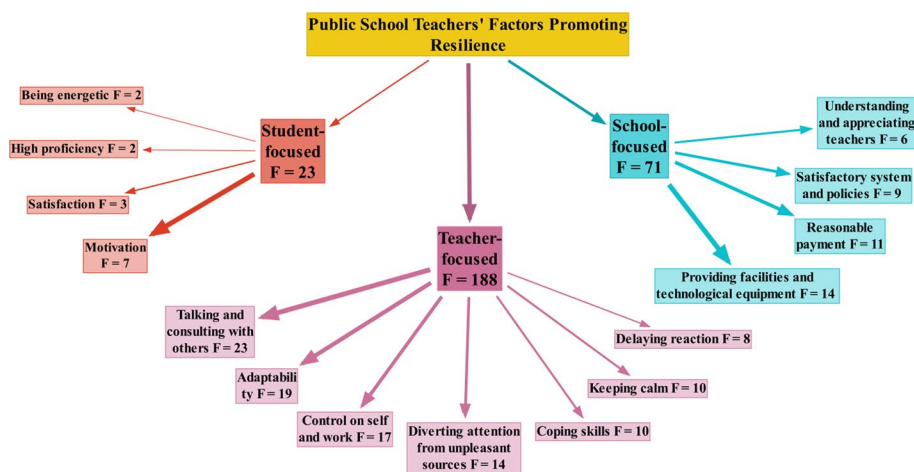 Public School Teachers' Factors Promoting
Resilience
Being energetic F = 2
High proficiency F = 2
Satisfaction F = 3
Motivation
F = 7
Student-
focused
F = 23
School-
focused
F = 71
Understanding
and appreciating
teachers F = 6
Satisfactory system
and policies F = 9
Reasonable
payment F = 11
Providing facilities and
technological equipment F = 14
Teacher-
focused
F = 188
Talking and
consulting with
others F = 23
Adaptabili
ty F = 19
Control on self
and work F = 17
Diverting attention
from unpleasant
sources F = 14
Coping skills F = 10
Keeping calm F = 10
Delaying reaction F = 8